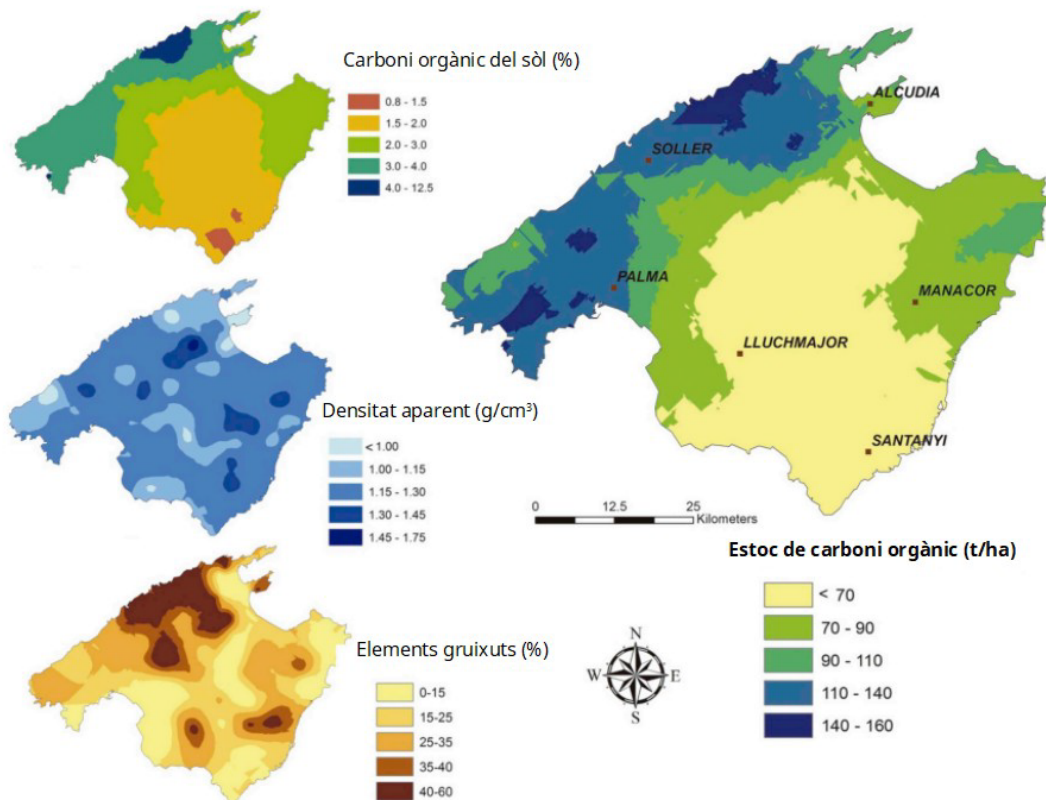 Carboni orgànic del sòl (%)
0.8 - 1.5
1.5 - 2.0
2.0 - 3.0
3.0 - 4.0
4.0 - 12.5
Densitat aparent (g/cm³)
< 1.00
1.00 - 1.15
1.15 - 1.30
1.30 - 1.45
1.45 - 1.75
Elements gruixuts (%)
0-15
15-25
25-35
35-40
40-60
ALCUDIA
SOLLER
PALMA
MANACOR
LLUCHMAJOR
SANTANYI
0 12.5 25
Kilometers
Estoc de carboni orgànic (t/ha)
< 70
70 - 90
90 - 110
110 - 140
140 - 160
N
W E
S